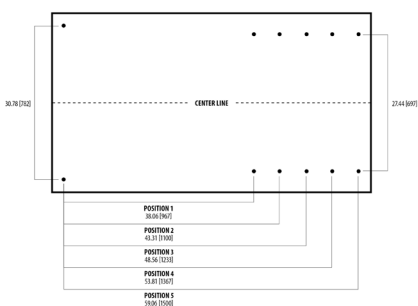 30.78 [782]
CENTER LINE
27.44 [697]
POSITION 1
38.06 [967]
POSITION 2
43.31 [1100]
POSITION 3
48.56 [1233]
POSITION 4
53.81 [1367]
POSITION 5
59.06 [1500]